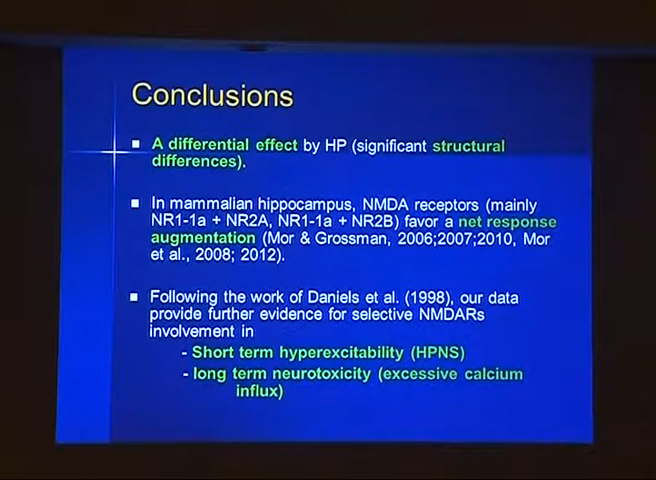 Conclusions
A differential effect by HP (significant structural
differences).
In mammalian hippocampus, NMDA receptors (mainly
NR1-1a + NR2A, NR1-1a + NR2B) favor a net response
augmentation (Mor & Grossman, 2006;2007;2010, Mor
et al., 2008; 2012).
Following the work of Daniels et al. (1998), our data
provide further evidence for selective NMDARs
involvement in
- Short term hyperexcitability (HPNS)
- long term neurotoxicity (excessive calcium
influx)